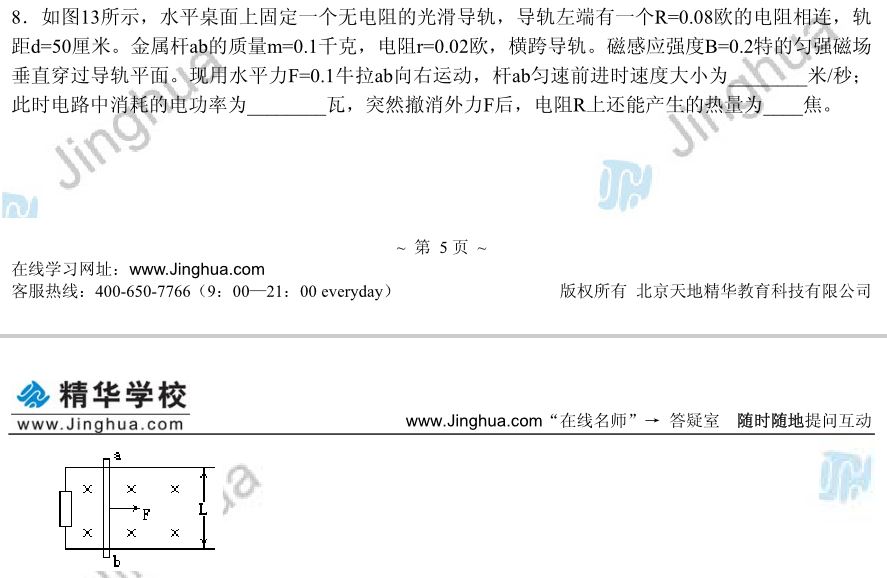 8．如图13所示，水平桌面上固定一个无电阻的光滑导轨，导轨左端有一个R=0.08欧的电阻相连，轨
距d=50厘米。金属杆ab的质量m=0.1千克，电阻r=0.02欧，横跨导轨。磁感应强度B=0.2特的匀强磁场
垂直穿过导轨平面。现用水平力F=0.1牛拉ab向右运动，杆ab匀速前进时速度大小为________米/秒；
此时电路中消耗的电功率为________瓦，突然撤消外力F后，电阻R上还能产生的热量为____焦。
Jinghua
Jinghua
~ 第 5 页 ~
在线学习网址：www.Jinghua.com
客服热线：400-650-7766（9：00—21：00 everyday）
版权所有 北京天地精华教育科技有限公司
精华学校
www.Jinghua.com
www.Jinghua.com“在线名师”→ 答疑室 随时随地提问互动
a
F
L
b
ua